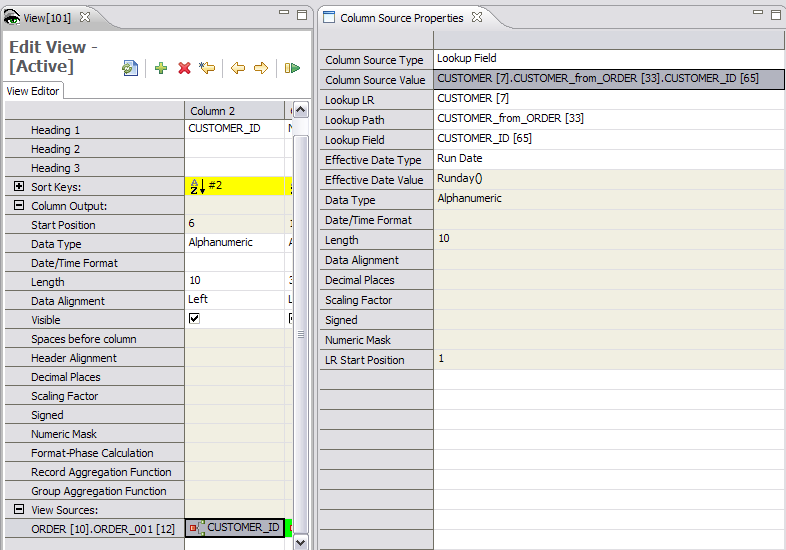 View[101]
Edit View -
[Active]
View Editor
Column 2
Heading 1 CUSTOMER_ID
Heading 2
Heading 3
Sort Keys: A Z #2
Column Output:
Start Position 6
Data Type Alphanumeric
Date/Time Format
Length 10
Data Alignment Left
Visible
Spaces before column
Header Alignment
Decimal Places
Scaling Factor
Signed
Numeric Mask
Format-Phase Calculation
Record Aggregation Function
Group Aggregation Function
View Sources:
ORDER [10].ORDER_001 [12] CUSTOMER_ID
Column Source Properties
Column Source Type Lookup Field
Column Source Value CUSTOMER [7].CUSTOMER_from_ORDER [33].CUSTOMER_ID [65]
Lookup LR CUSTOMER [7]
Lookup Path CUSTOMER_from_ORDER [33]
Lookup Field CUSTOMER_ID [65]
Effective Date Type Run Date
Effective Date Value Runday()
Data Type Alphanumeric
Date/Time Format
Length 10
Data Alignment
Decimal Places
Scaling Factor
Signed
Numeric Mask
LR Start Position 1